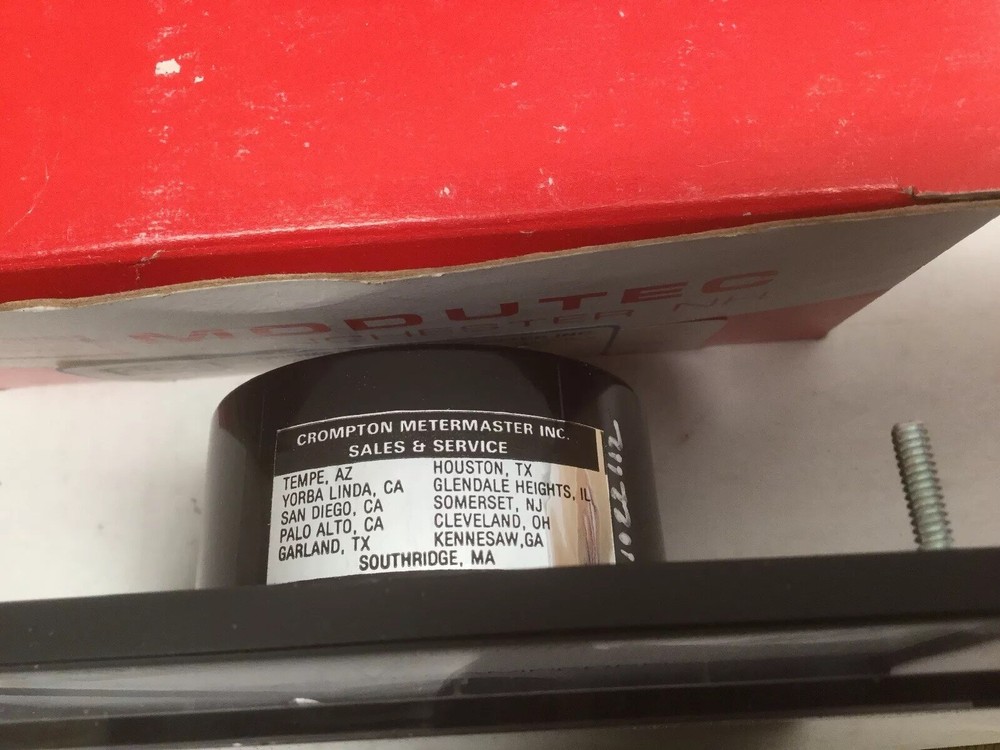 MODUTEC
CROMPTON METERMASTER INC.
SALES & SERVICE
TEMPE, AZ
YORBA LINDA, CA
SAN DIEGO, CA
PALO ALTO, CA
GARLAND, TX
HOUSTON, TX
GLENDALE HEIGHTS, IL
SOMERSET, NJ
CLEVELAND, OH
KENNESAW,GA
SOUTHRIDGE, MA